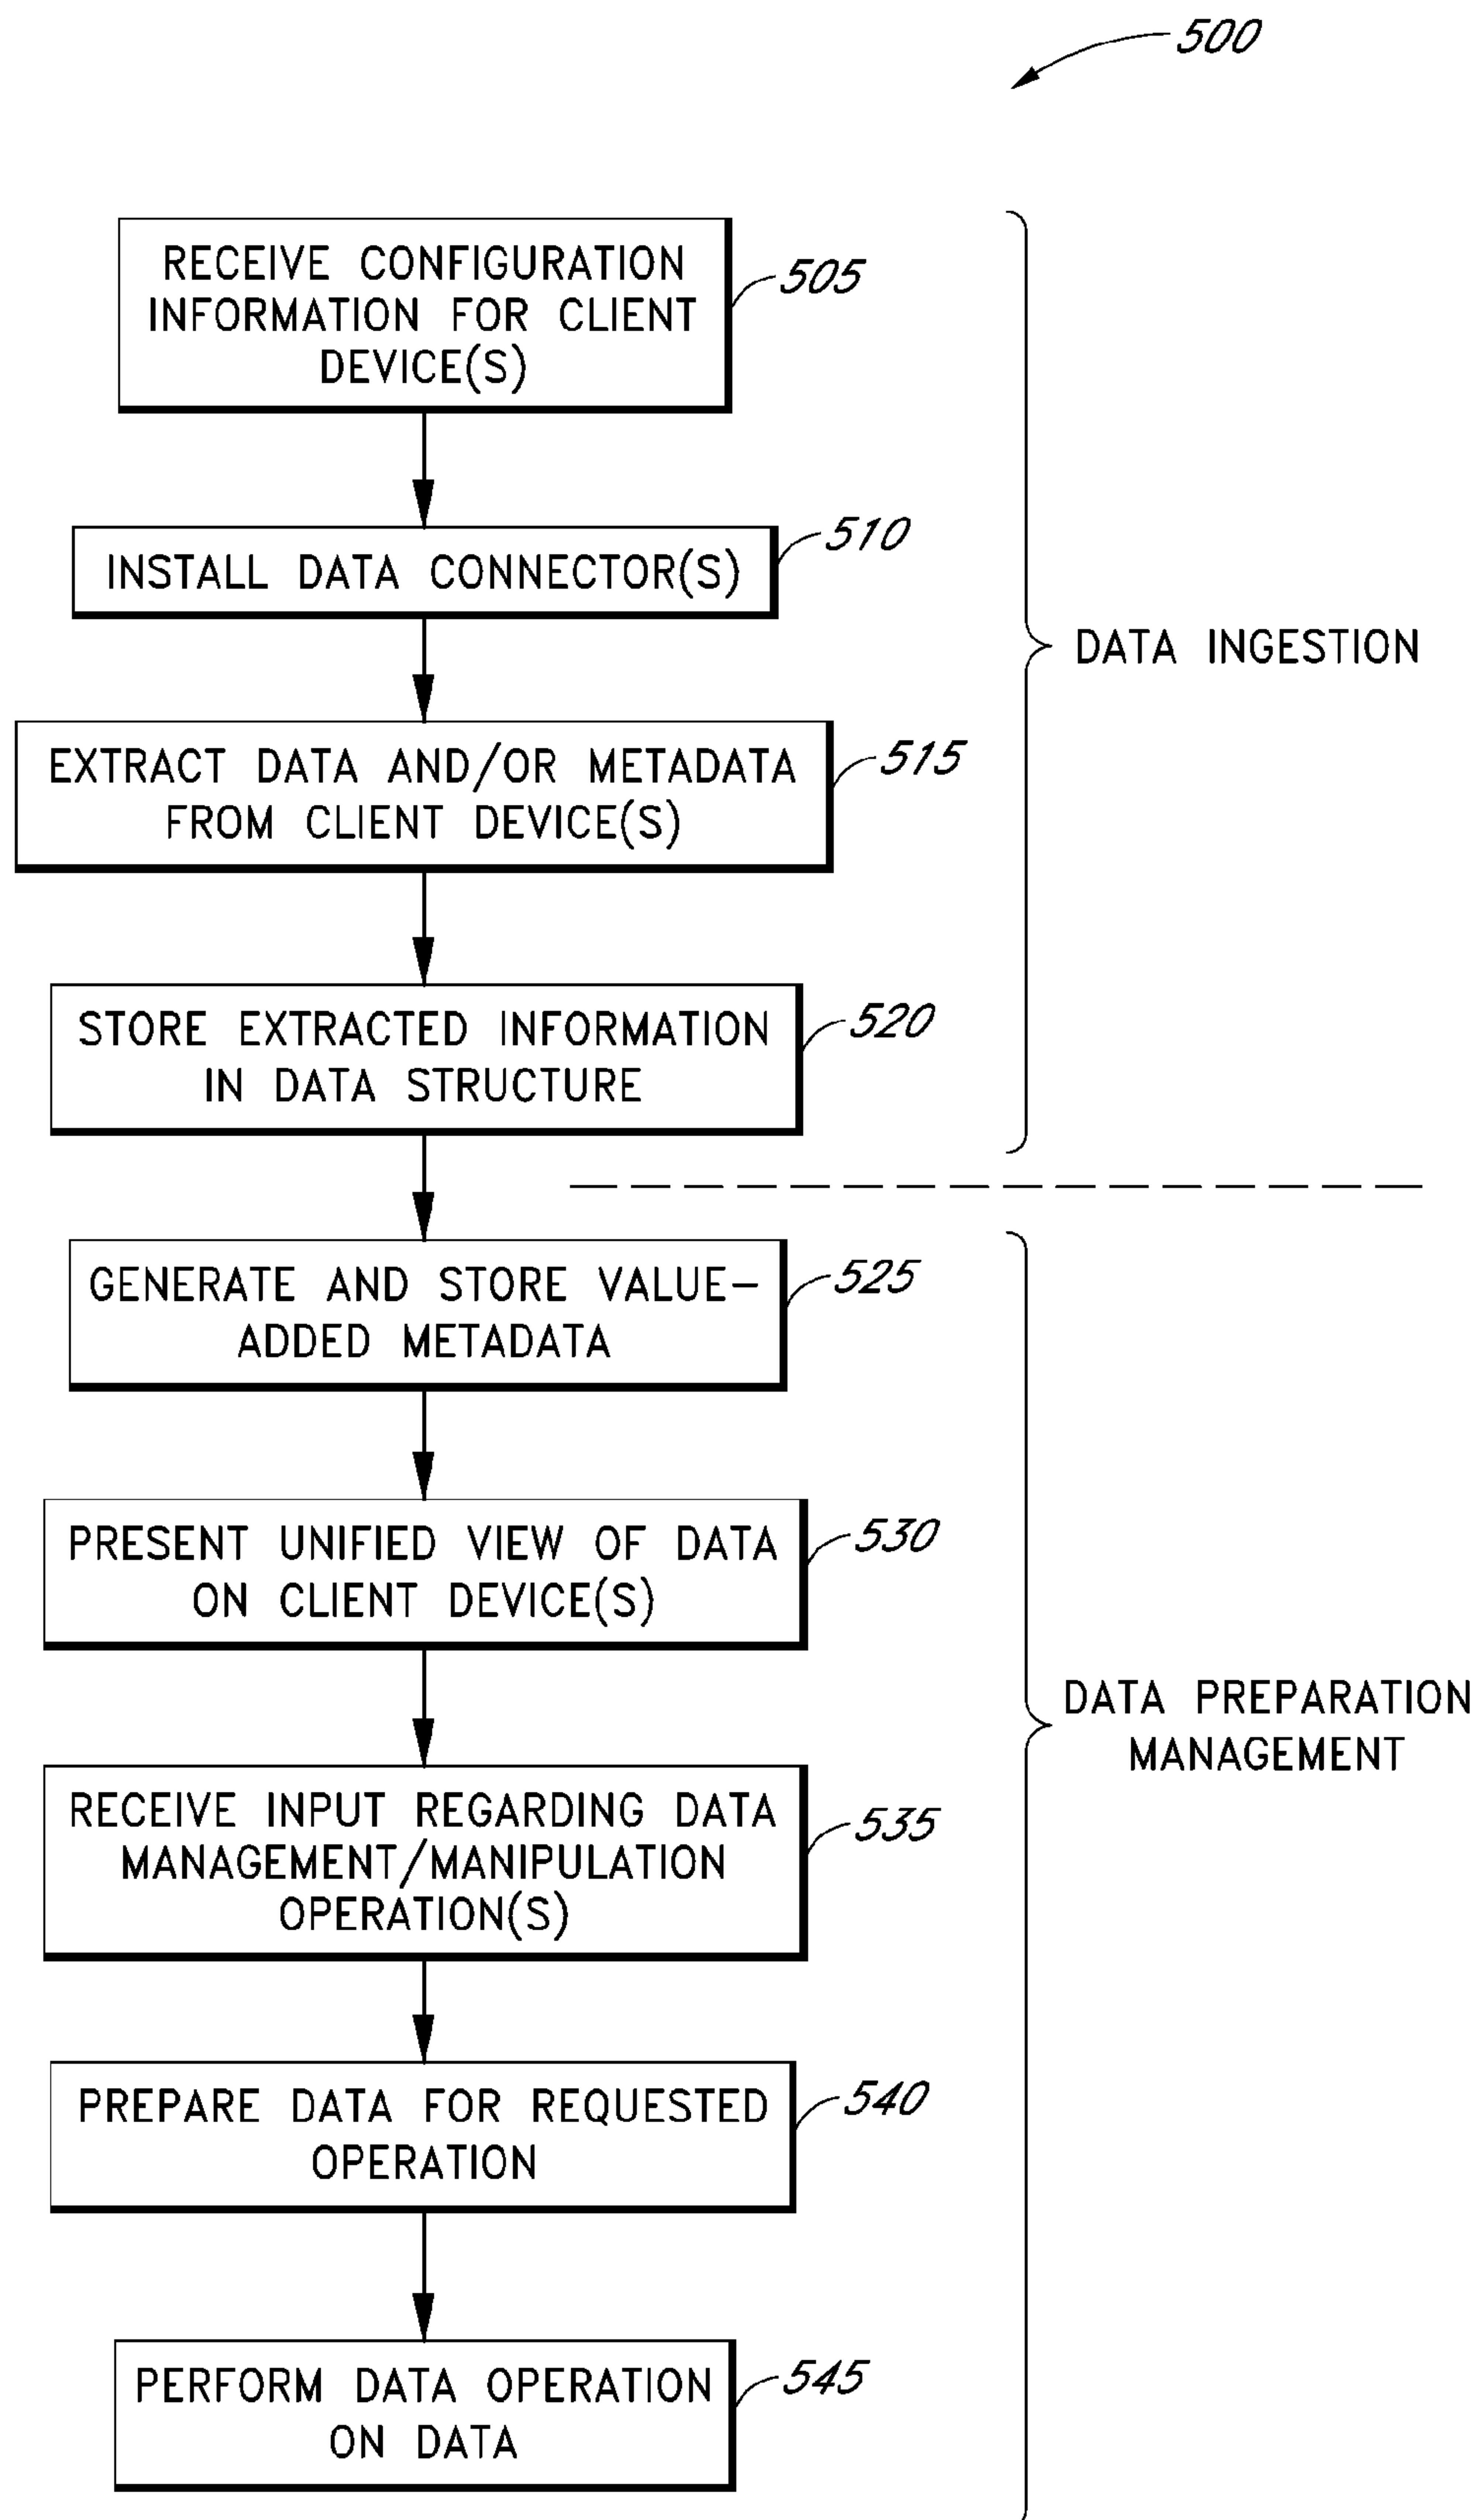 500
RECEIVE CONFIGURATION
INFORMATION FOR CLIENT
DEVICE(S)
505
INSTALL DATA CONNECTOR(S)
510
DATA INGESTION
EXTRACT DATA AND/OR METADATA
FROM CLIENT DEVICE(S)
515
STORE EXTRACTED INFORMATION
IN DATA STRUCTURE
520
GENERATE AND STORE VALUE-
ADDED METADATA
525
PRESENT UNIFIED VIEW OF DATA
ON CLIENT DEVICE(S)
530
DATA PREPARATION
MANAGEMENT
RECEIVE INPUT REGARDING DATA
MANAGEMENT/MANIPULATION
OPERATION(S)
535
PREPARE DATA FOR REQUESTED
OPERATION
540
PERFORM DATA OPERATION
ON DATA
545